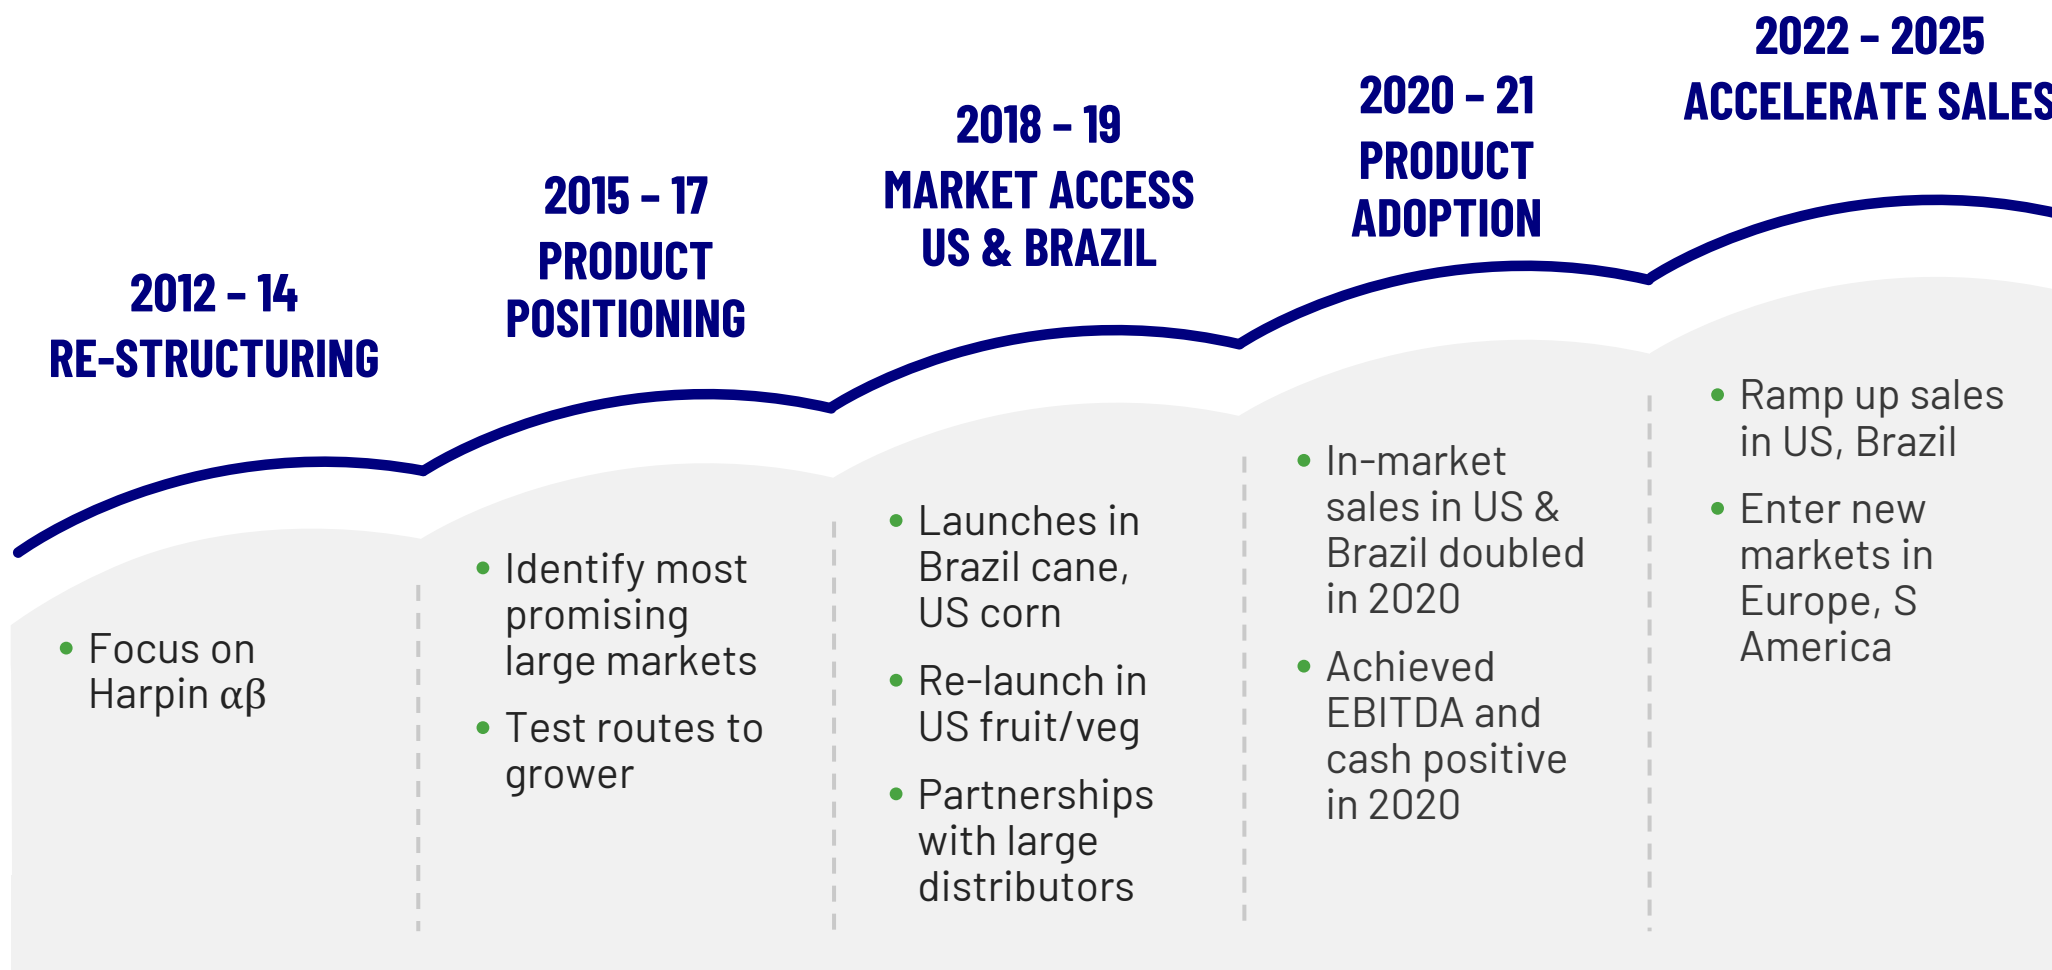 2012 – 14
RE-STRUCTURING
• Focus on
Harpin αβ
2015 – 17
PRODUCT
POSITIONING
• Identify most
promising
large markets
• Test routes to
grower
2018 – 19
MARKET ACCESS
US & BRAZIL
• Launches in
Brazil cane,
US corn
• Re-launch in
US fruit/veg
• Partnerships
with large
distributors
2020 – 21
PRODUCT
ADOPTION
• In-market
sales in US &
Brazil doubled
in 2020
• Achieved
EBITDA and
cash positive
in 2020
2022 – 2025
ACCELERATE SALES
• Ramp up sales
in US, Brazil
• Enter new
markets in
Europe, S
America